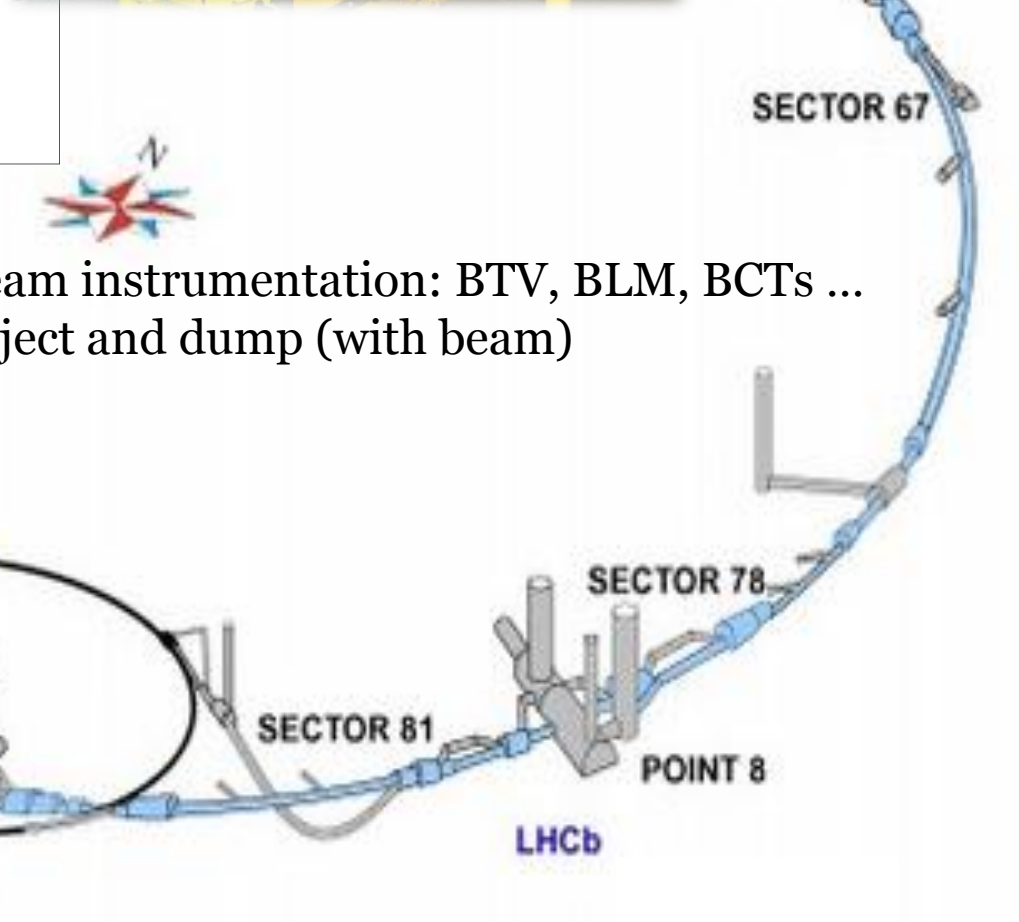 SECTOR 67
N
eam instrumentation: BTV, BLM, BCTs ...
ject and dump (with beam)
SECTOR 78
SECTOR 81
POINT 8
LHCb